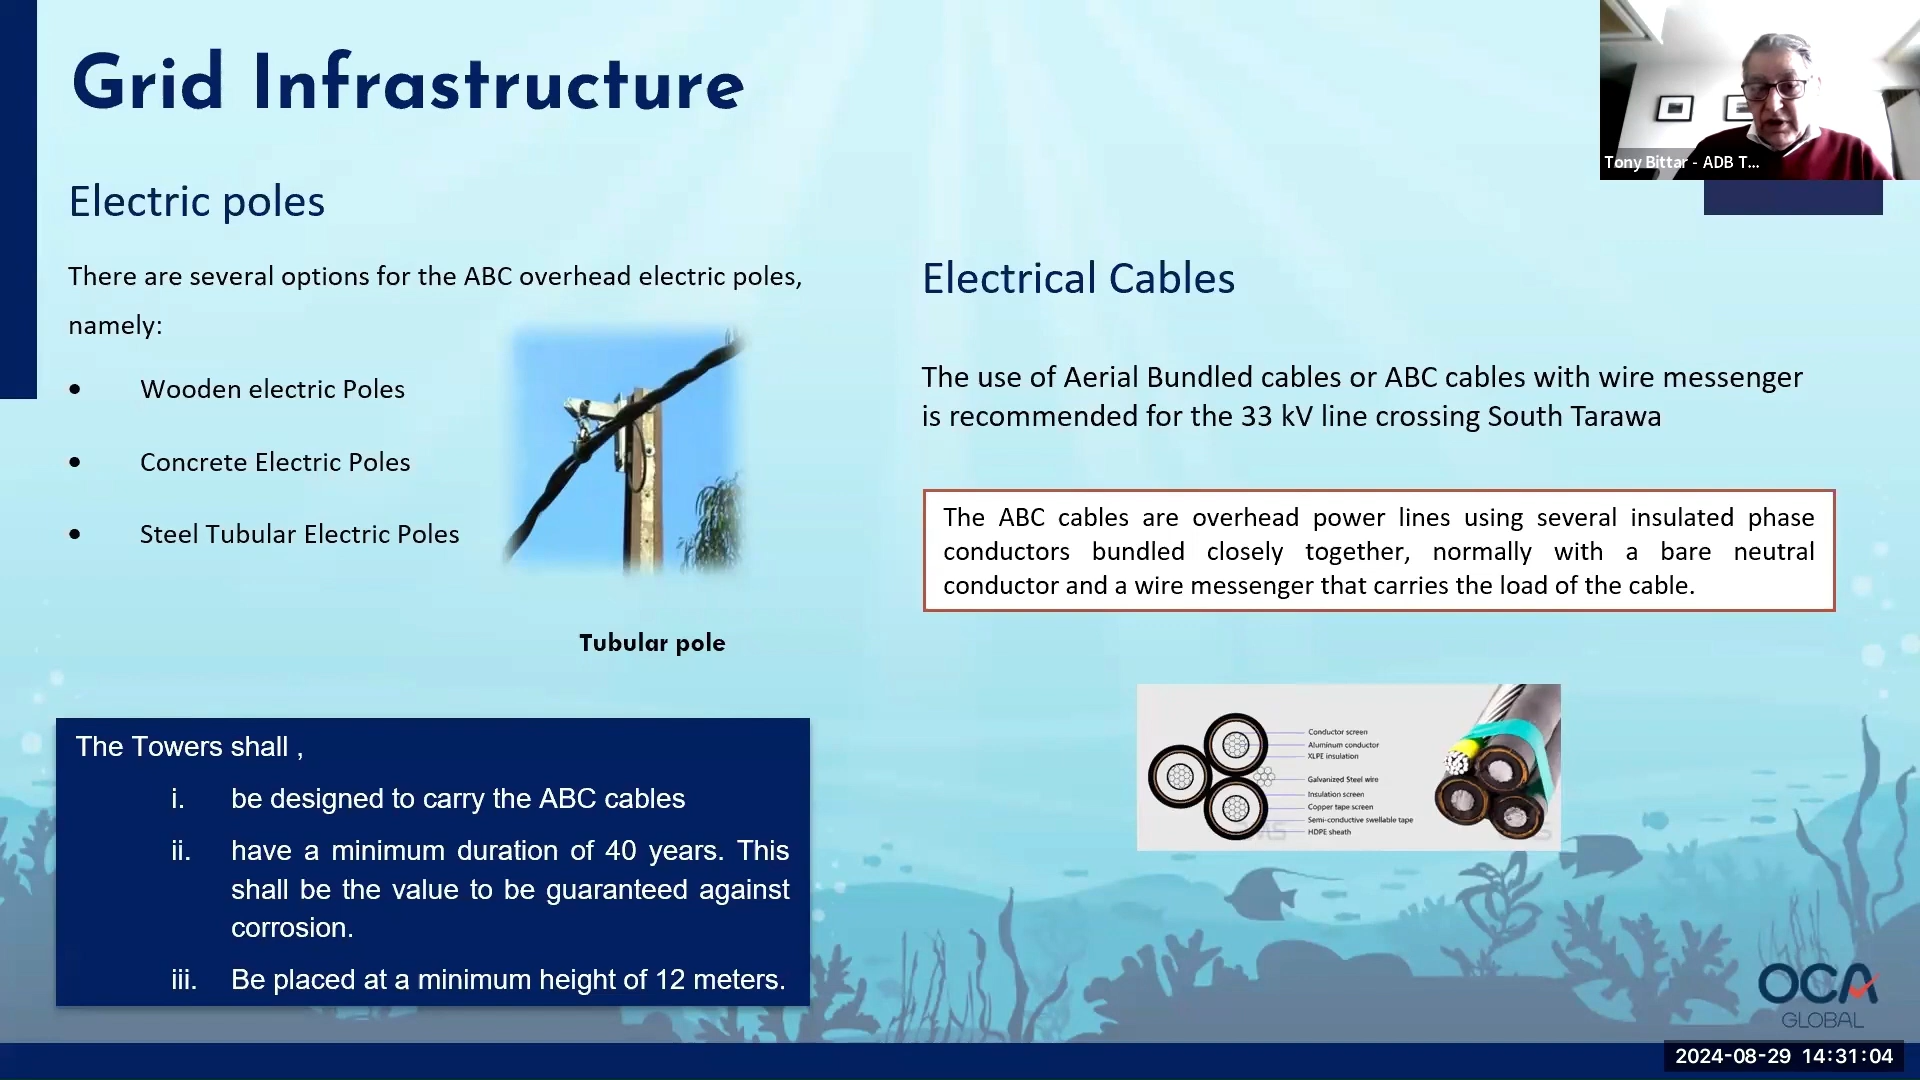 Grid Infrastructure
Tony Bittar - ADB T...
Electric poles
There are several options for the ABC overhead electric poles,
namely:
• Wooden electric Poles
• Concrete Electric Poles
• Steel Tubular Electric Poles
Tubular pole
The Towers shall ,
i. be designed to carry the ABC cables
ii. have a minimum duration of 40 years. This
shall be the value to be guaranteed against
corrosion.
iii. Be placed at a minimum height of 12 meters.
Electrical Cables
The use of Aerial Bundled cables or ABC cables with wire messenger
is recommended for the 33 kV line crossing South Tarawa
The ABC cables are overhead power lines using several insulated phase
conductors bundled closely together, normally with a bare neutral
conductor and a wire messenger that carries the load of the cable.
Conductor screen
Aluminum conductor
XLPE insulation
Galvanized Steel wire
Insulation screen
Copper tape screen
Semi-conductive swellable tape
HDPE sheath
OCA
GLOBAL
2024-08-29 14:31:04